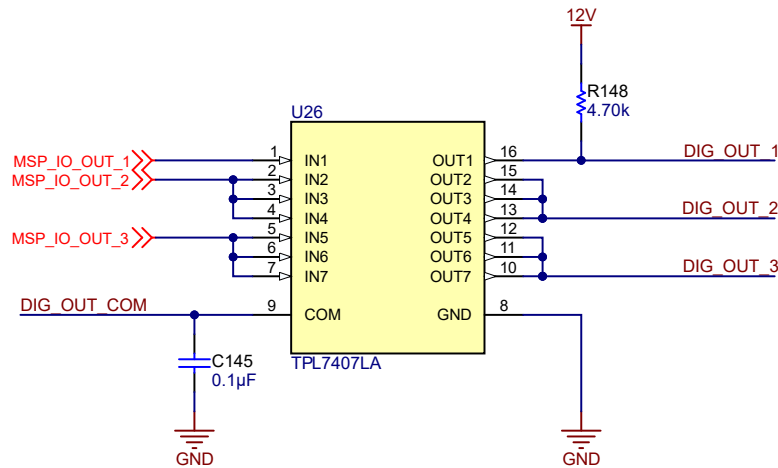 12V
R148
4.70k
U26
MSP_IO_OUT_1 1 IN1 OUT1 16 DIG_OUT_1
MSP_IO_OUT_2 2 IN2 OUT2 15
3 IN3 OUT3 14
4 IN4 OUT4 13 DIG_OUT_2
MSP_IO_OUT_3 5 IN5 OUT5 12
6 IN6 OUT6 11
7 IN7 OUT7 10 DIG_OUT_3
DIG_OUT_COM 9 COM GND 8
TPL7407LA
C145
0.1µF
GND GND